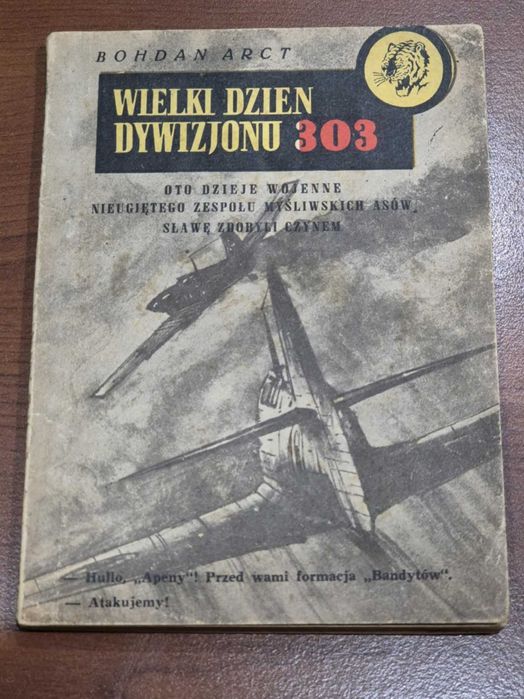 BOHDAN ARCT
WIELKI DZIEŃ
DYWIZJONU 303
OTO DZIEJE WOJENNE
NIEUGIĘTEGO ZESPOŁU MYŚLIWSKICH ASÓW,
SŁAWĘ ZDOBYLI CZYNEM
— Hullo, „Apeny"! Przed wami formacja „Bandytów".
— Atakujemy!